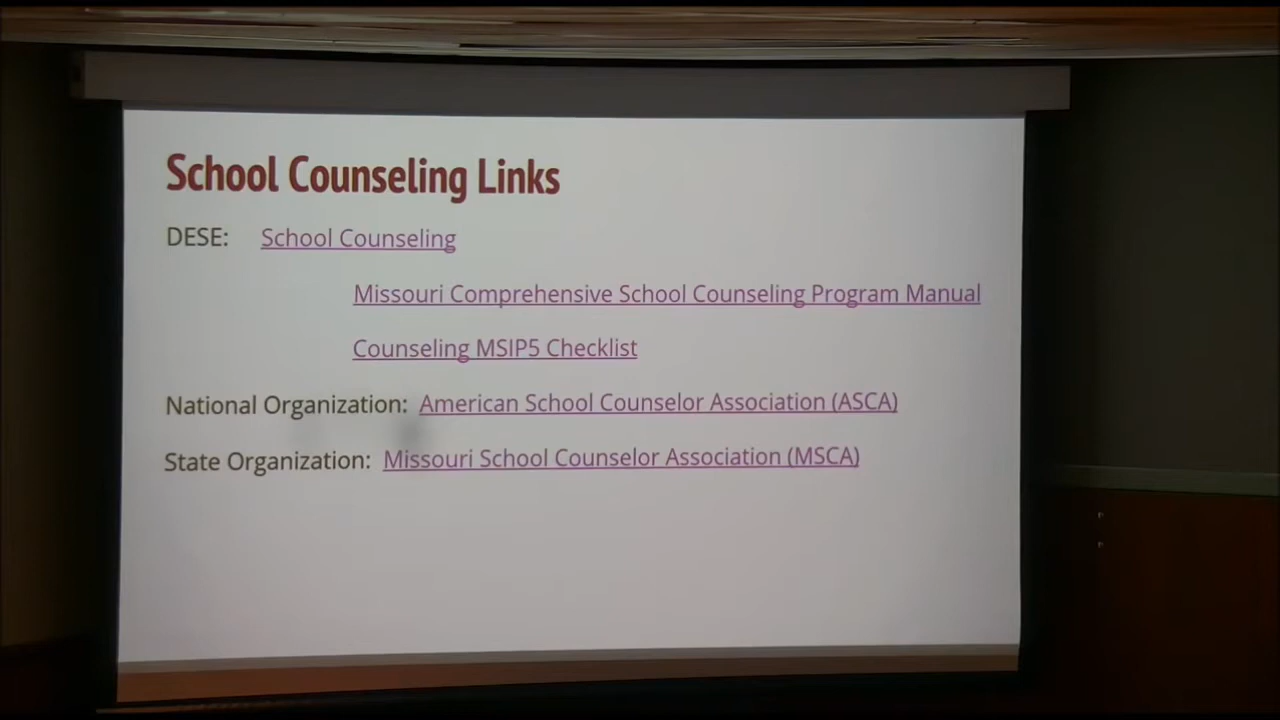 School Counseling Links
DESE: School Counseling
Missouri Comprehensive School Counseling Program Manual
Counseling MSIP5 Checklist
National Organization: American School Counselor Association (ASCA)
State Organization: Missouri School Counselor Association (MSCA)